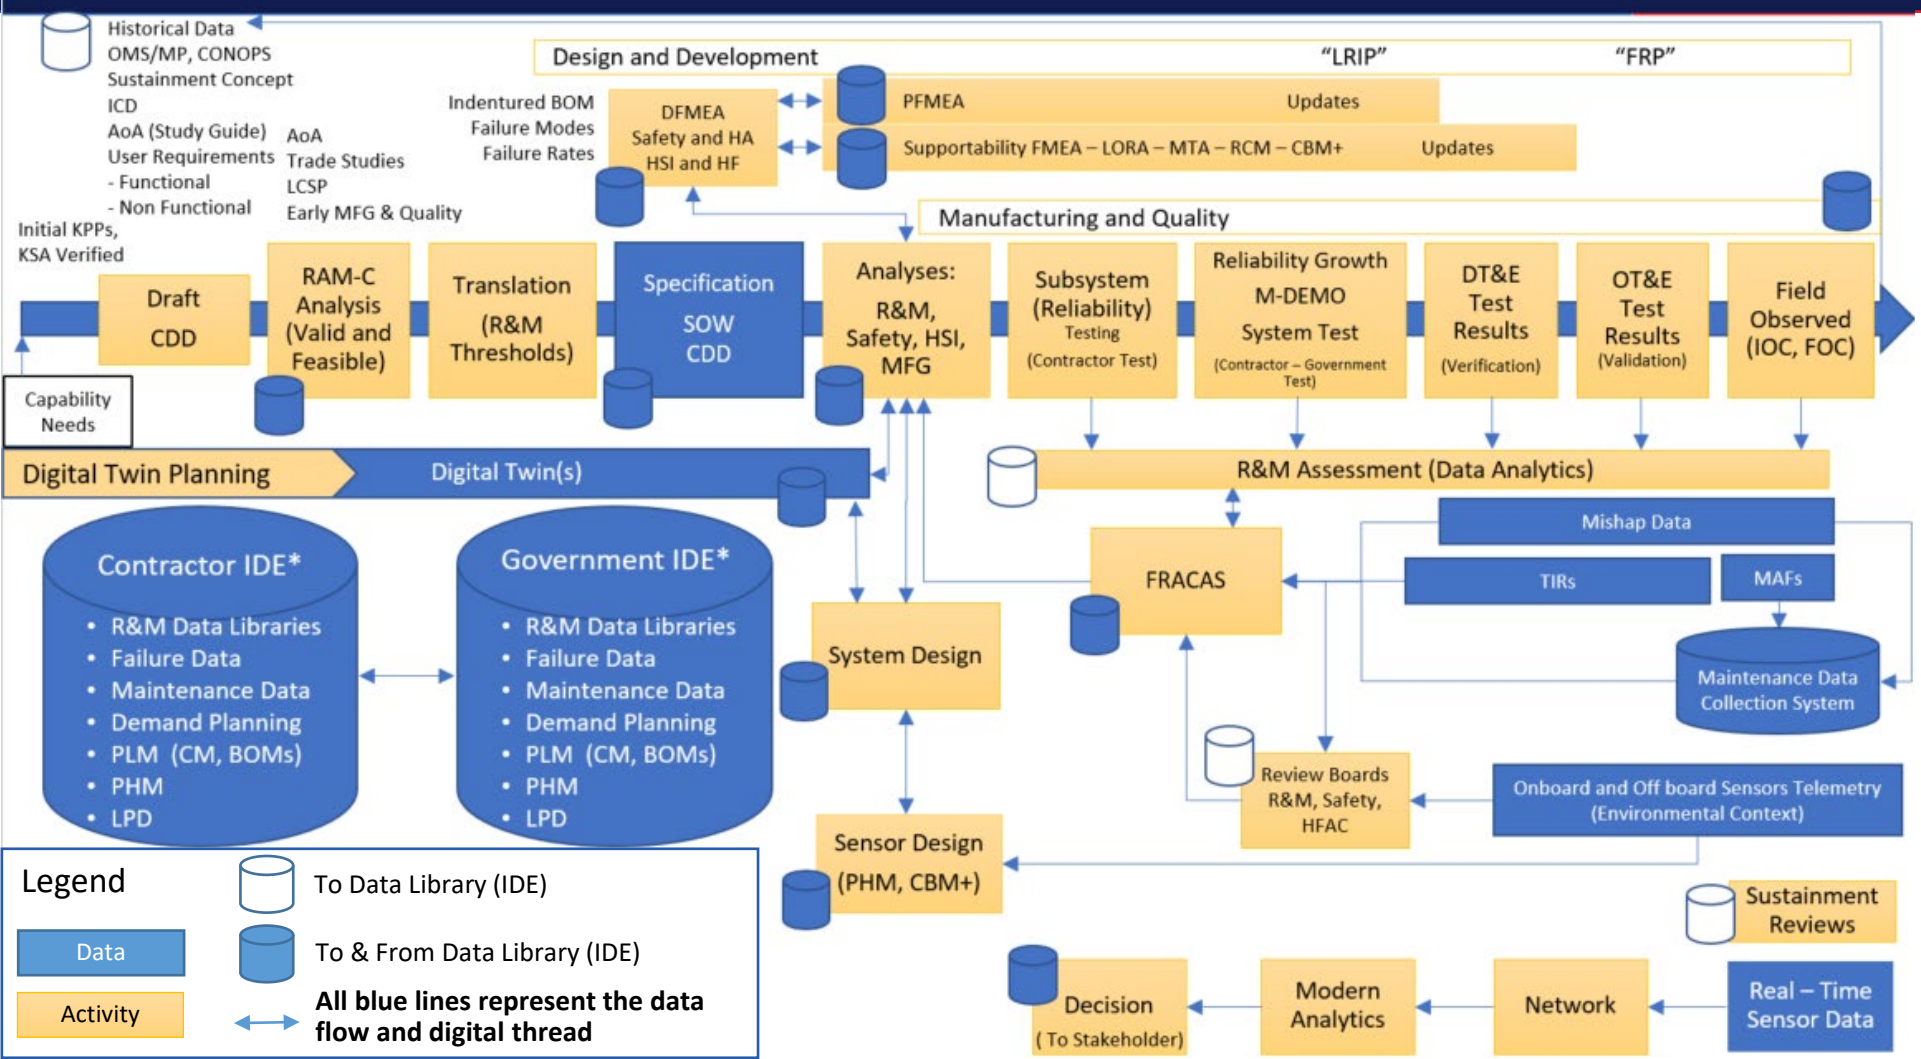 Historical Data
OMS/MP, CONOPS
Sustainment Concept
ICD
AoA (Study Guide)
User Requirements
- Functional
- Non Functional
AoA
Trade Studies
LCSP
Early MFG & Quality
Initial KPPs,
KSA Verified
Design and Development
“LRIP”
“FRP”
Indentured BOM
Failure Modes
Failure Rates
DFMEA
Safety and HA
HSI and HF
PFMEA
Updates
Supportability FMEA – LORA – MTA – RCM – CBM+
Updates
Manufacturing and Quality
Draft
CDD
RAM-C
Analysis
(Valid and
Feasible)
Translation
(R&M
Thresholds)
Specification
SOW
CDD
Analyses:
R&M,
Safety, HSI,
MFG
Subsystem
(Reliability)
Testing
(Contractor Test)
Reliability Growth
M-DEMO
System Test
(Contractor – Government
Test)
DT&E
Test
Results
(Verification)
OT&E
Test
Results
(Validation)
Field
Observed
(IOC, FOC)
Capability
Needs
Digital Twin Planning
Digital Twin(s)
R&M Assessment (Data Analytics)
Contractor IDE*
• R&M Data Libraries
• Failure Data
• Maintenance Data
• Demand Planning
• PLM (CM, BOMs)
• PHM
• LPD
Government IDE*
• R&M Data Libraries
• Failure Data
• Maintenance Data
• Demand Planning
• PLM (CM, BOMs)
• PHM
• LPD
System Design
Sensor Design
(PHM, CBM+)
FRACAS
Mishap Data
TIRs
MAFs
Maintenance Data
Collection System
Review Boards
R&M, Safety,
HFAC
Onboard and Off board Sensors Telemetry
(Environmental Context)
Sustainment
Reviews
Decision
( To Stakeholder)
Modern
Analytics
Network
Real – Time
Sensor Data
Legend
To Data Library (IDE)
Data
To & From Data Library (IDE)
Activity
All blue lines represent the data
flow and digital thread